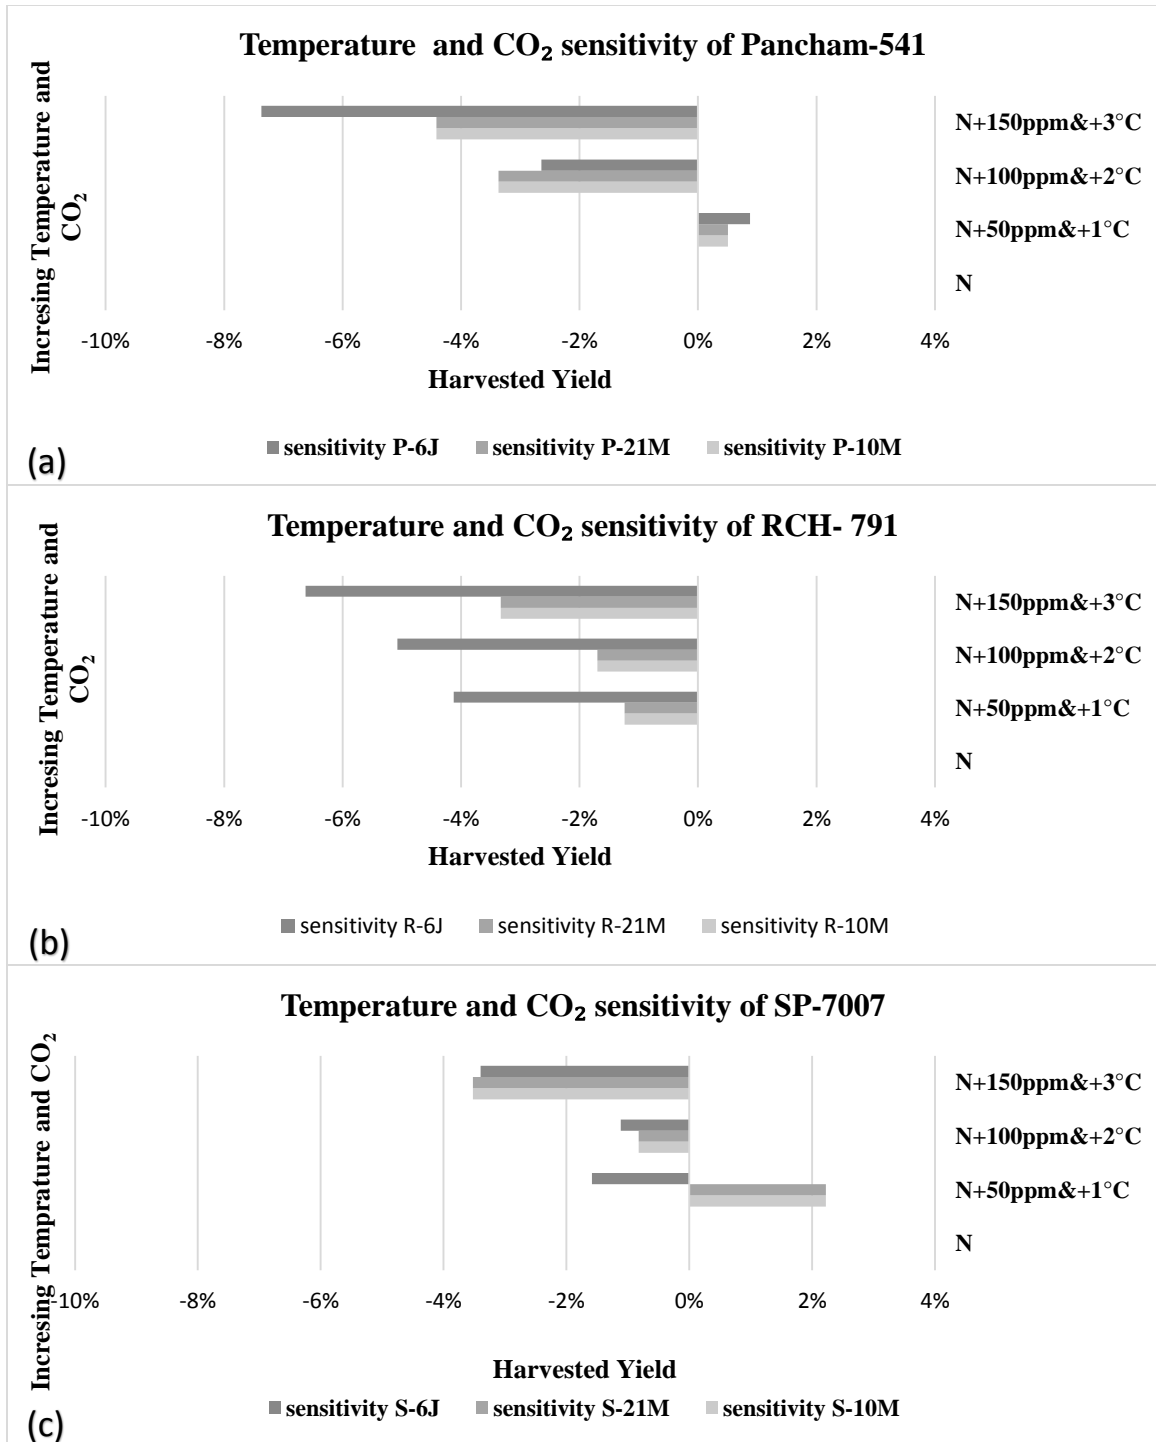 Temperature and CO₂ sensitivity of Pancham-541
Incresing Temperature and
CO₂
N+150ppm&+3°C
N+100ppm&+2°C
N+50ppm&+1°C
N
-10% -8% -6% -4% -2% 0% 2% 4%
Harvested Yield
sensitivity P-6J sensitivity P-21M sensitivity P-10M
(a)
Temperature and CO₂ sensitivity of RCH- 791
Incresing Temperature and
CO₂
N+150ppm&+3°C
N+100ppm&+2°C
N+50ppm&+1°C
N
-10% -8% -6% -4% -2% 0% 2% 4%
Harvested Yield
sensitivity R-6J sensitivity R-21M sensitivity R-10M
(b)
Temperature and CO₂ sensitivity of SP-7007
Incresing Temprature and CO₂
N+150ppm&+3°C
N+100ppm&+2°C
N+50ppm&+1°C
N
-10% -8% -6% -4% -2% 0% 2% 4%
Harvested Yield
sensitivity S-6J sensitivity S-21M sensitivity S-10M
(c)